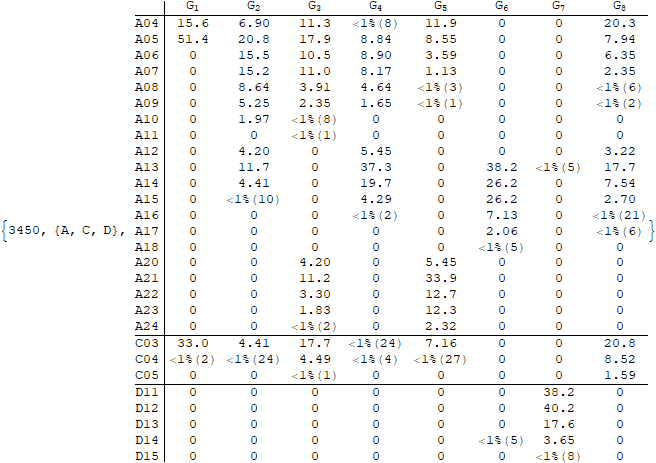 G1 G2 G3 G4 G5 G6 G7 G8
A04 15.6 6.90 11.3 <1%(8) 11.9 0 0 20.3
A05 51.4 20.8 17.9 8.84 8.55 0 0 7.94
A06 0 15.5 10.5 8.90 3.59 0 0 6.35
A07 0 15.2 11.0 8.17 1.13 0 0 2.35
A08 0 8.64 3.91 4.64 <1%(3) 0 0 <1%(6)
A09 0 5.25 2.35 1.65 <1%(1) 0 0 <1%(2)
A10 0 1.97 <1%(8) 0 0 0 0 0
A11 0 0 <1%(1) 0 0 0 0 0
A12 0 4.20 0 5.45 0 0 0 3.22
A13 0 11.7 0 37.3 0 38.2 <1%(5) 17.7
A14 0 4.41 0 19.7 0 26.2 0 7.54
A15 0 <1%(10) 0 4.29 0 26.2 0 2.70
A16 0 0 0 <1%(2) 0 7.13 0 <1%(21)
{3450, {A, C, D}, A17 0 0 0 0 0 2.06 0 <1%(6) }
A18 0 0 0 0 0 <1%(5) 0 0
A20 0 0 4.20 0 5.45 0 0 0
A21 0 0 11.2 0 33.9 0 0 0
A22 0 0 3.30 0 12.7 0 0 0
A23 0 0 1.83 0 12.3 0 0 0
A24 0 0 <1%(2) 0 2.32 0 0 0
C03 33.0 4.41 17.7 <1%(24) 7.16 0 0 20.8
C04 <1%(2) <1%(24) 4.49 <1%(4) <1%(27) 0 0 8.52
C05 0 0 <1%(1) 0 0 0 0 1.59
D11 0 0 0 0 0 0 38.2 0
D12 0 0 0 0 0 0 40.2 0
D13 0 0 0 0 0 0 17.6 0
D14 0 0 0 0 0 <1%(5) 3.65 0
D15 0 0 0 0 0 0 <1%(8) 0